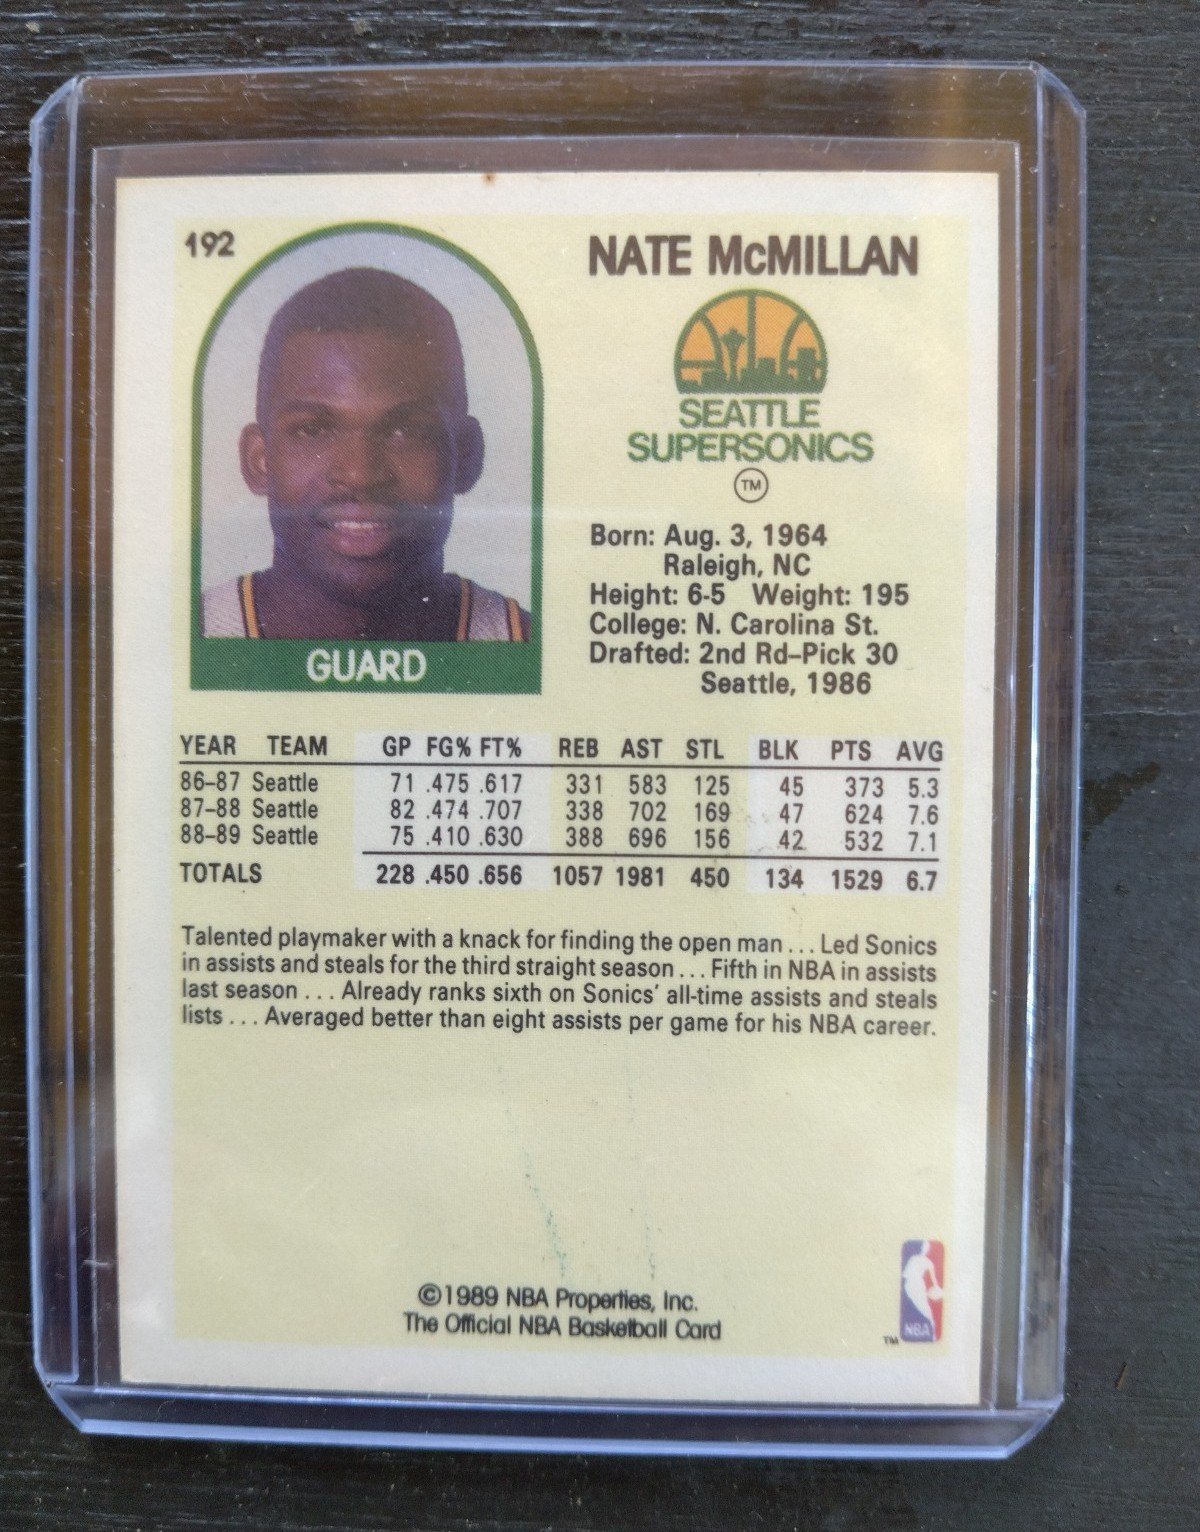 192
NATE McMILLAN
SEATTLE
SUPERSONICS
TM
Born: Aug. 3, 1964
Raleigh, NC
Height: 6-5 Weight: 195
College: N. Carolina St.
Drafted: 2nd Rd–Pick 30
Seattle, 1986
GUARD
YEAR TEAM GP FG% FT% REB AST STL BLK PTS AVG
86–87 Seattle 71 .475 .617 331 583 125 45 373 5.3
87–88 Seattle 82 .474 .707 338 702 169 47 624 7.6
88–89 Seattle 75 .410 .630 388 696 156 42 532 7.1
TOTALS 228 .450 .656 1057 1981 450 134 1529 6.7
Talented playmaker with a knack for finding the open man . . . Led Sonics
in assists and steals for the third straight season . . . Fifth in NBA in assists
last season . . . Already ranks sixth on Sonics' all-time assists and steals
lists . . . Averaged better than eight assists per game for his NBA career.
©1989 NBA Properties, Inc.
The Official NBA Basketball Card
NBA
TM